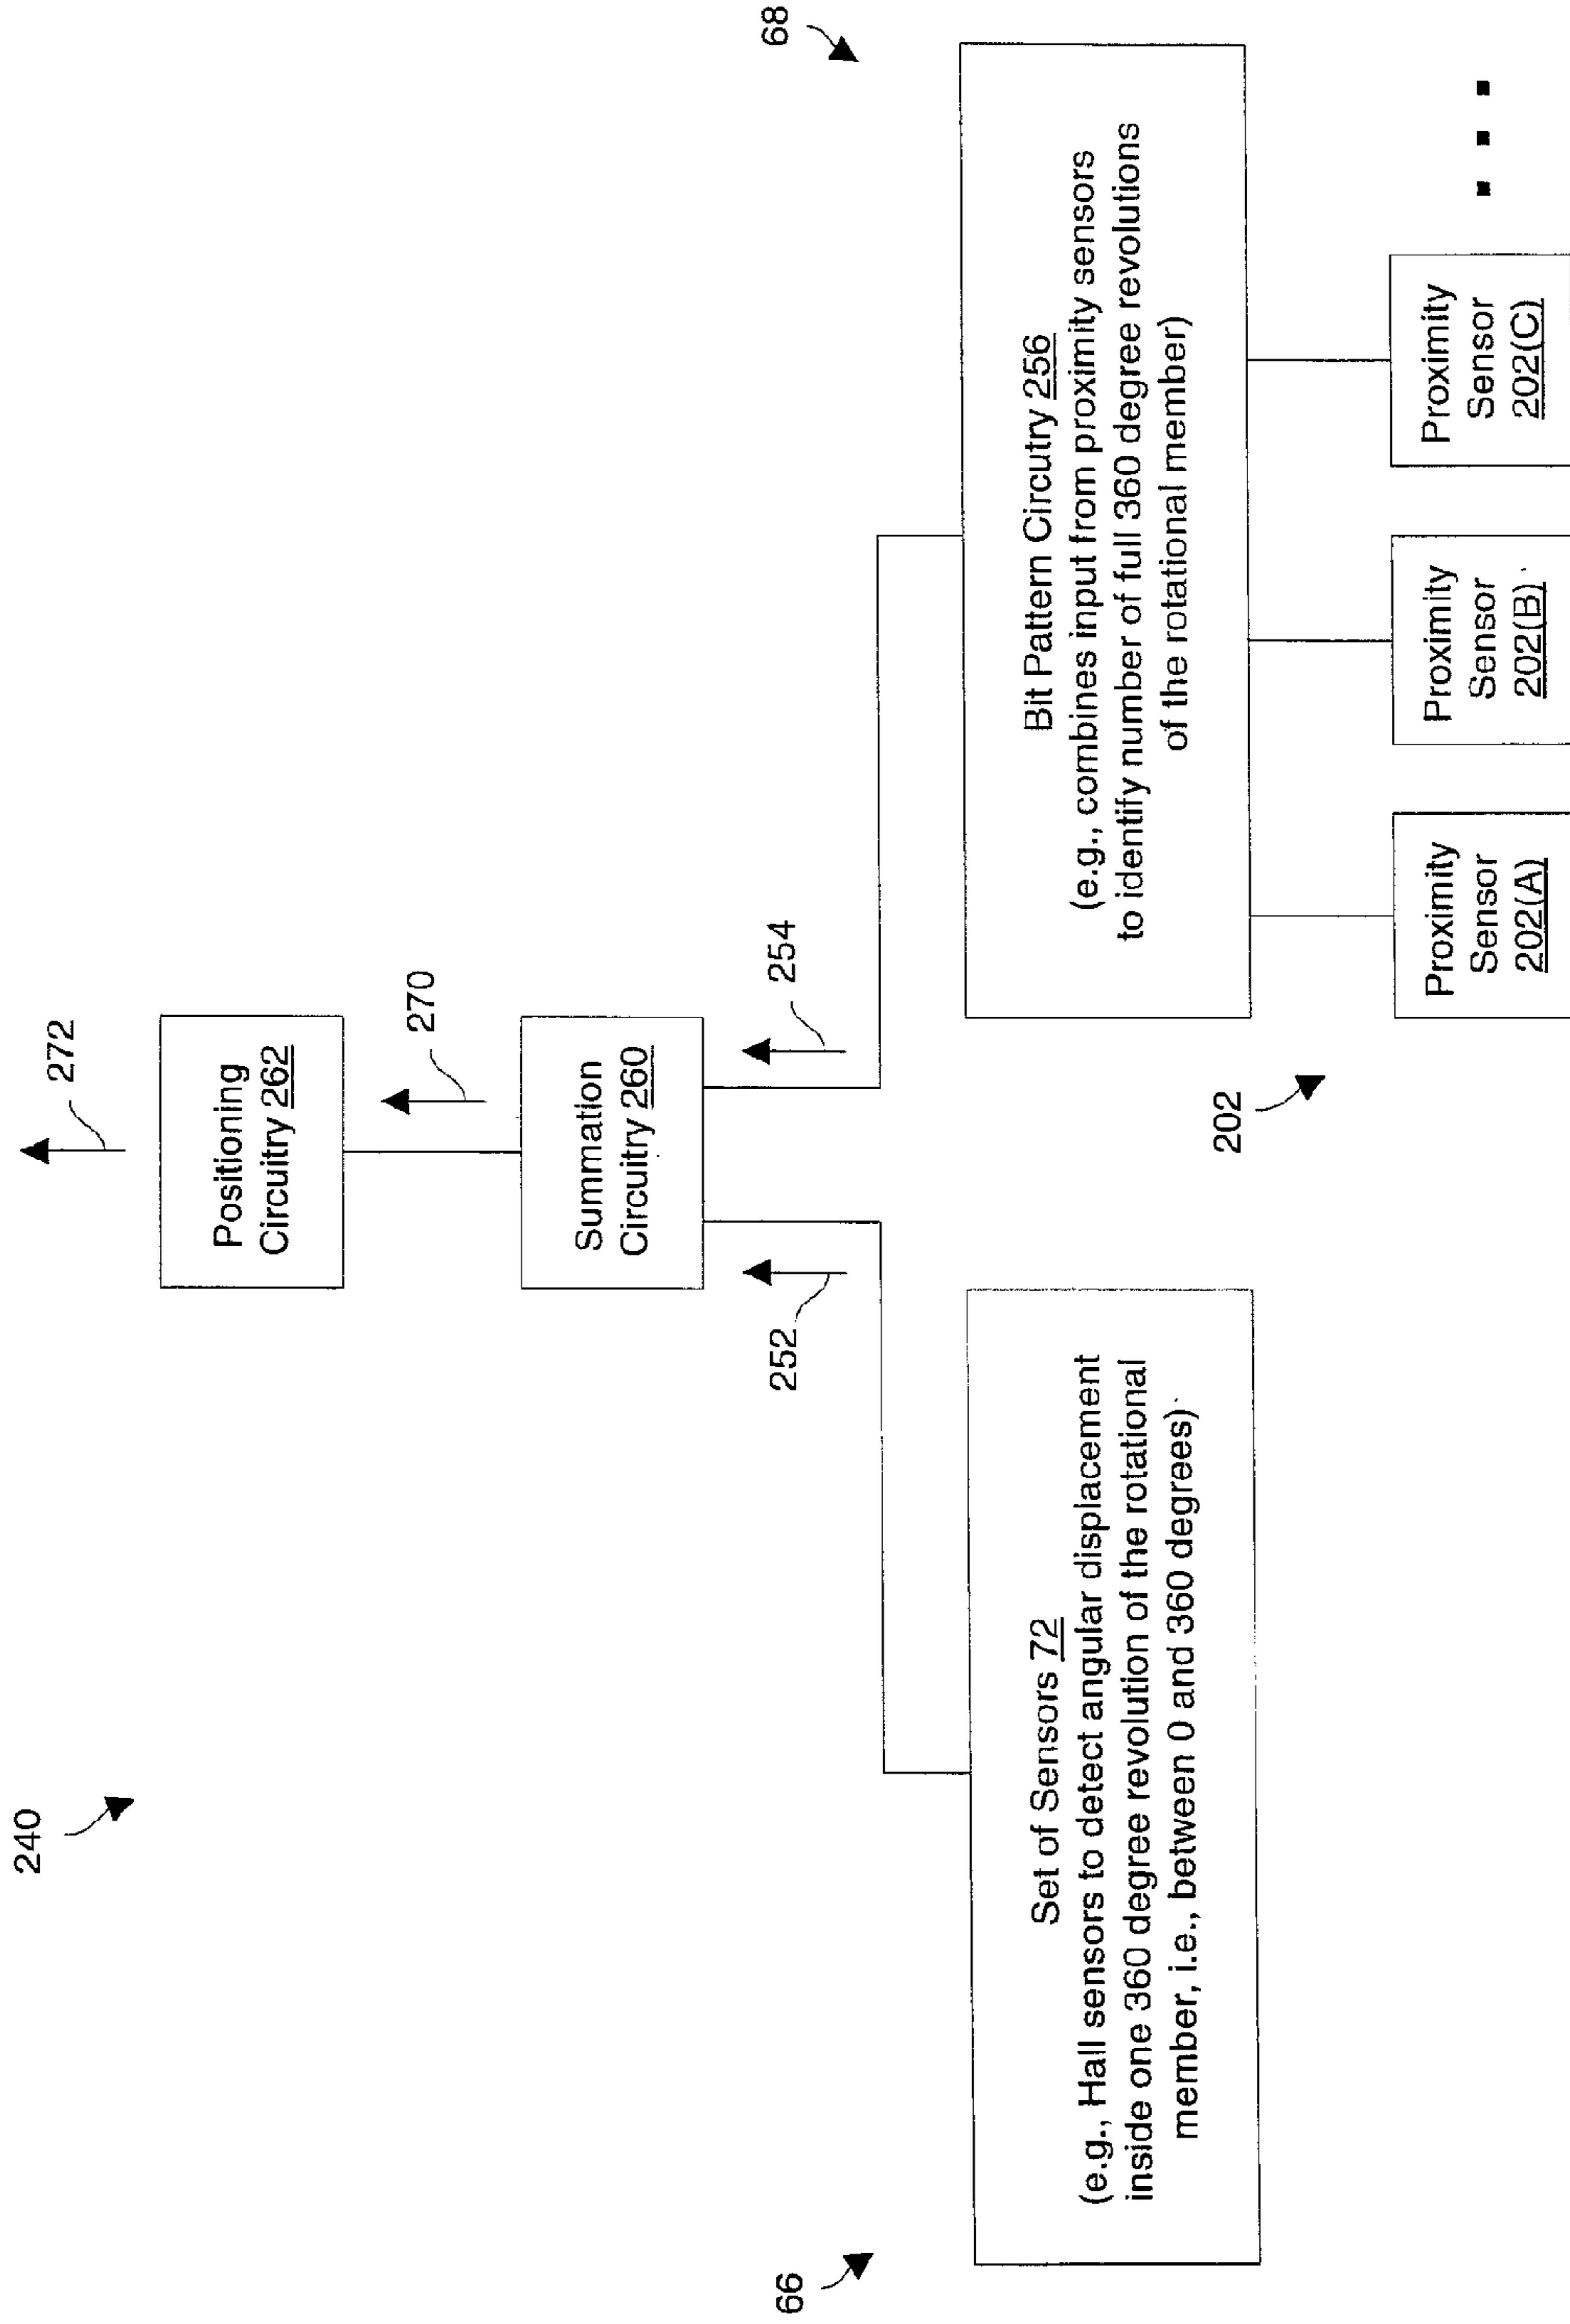 240
272
Positioning
Circuitry 262
270
Summation
Circuitry 260
252
254
66
Set of Sensors 72
(e.g., Hall sensors to detect angular displacement
inside one 360 degree revolution of the rotational
member, i.e., between 0 and 360 degrees)
68
Bit Pattern Circutry 256
(e.g., combines input from proximity sensors
to identify number of full 360 degree revolutions
of the rotational member)
202
Proximity
Sensor
202(A)
Proximity
Sensor
202(B)
Proximity
Sensor
202(C)